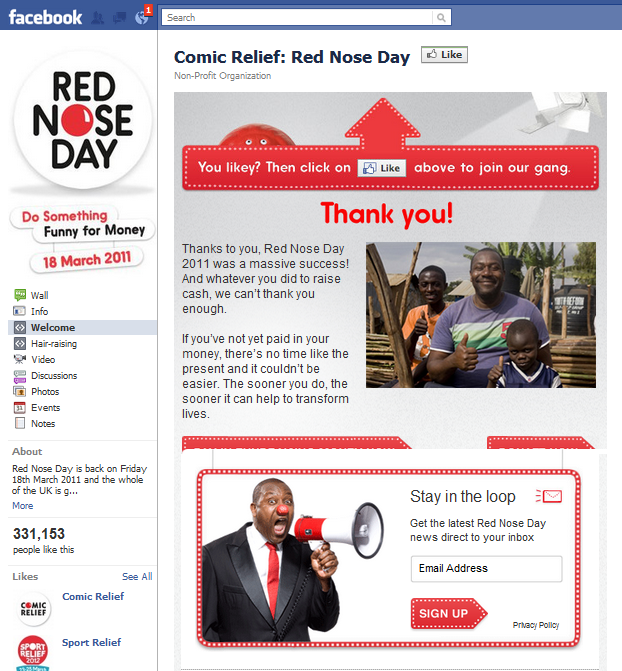 facebook
1
Search
RED
NOSE
DAY
Do Something
Funny for Money
18 March 2011
Wall
Info
Welcome
Hair-raising
Video
Discussions
Photos
Events
Notes
About
Red Nose Day is back on Friday
18th March 2011 and the whole
of the UK is g...
More
331,153
people like this
Likes
See All
COMIC
RELIEF
Comic Relief
SPORT
RELIEF
2012
Sport Relief
Comic Relief: Red Nose Day
Like
Non-Profit Organization
You likey? Then click on Like above to join our gang.
Thank you!
Thanks to you, Red Nose Day
2011 was a massive success!
And whatever you did to raise
cash, we can't thank you
enough.
If you've not yet paid in your
money, there's no time like the
present and it couldn't be
easier. The sooner you do, the
sooner it can help to transform
lives.
Stay in the loop
Get the latest Red Nose Day
news direct to your inbox
Email Address
SIGN UP
Privacy Policy